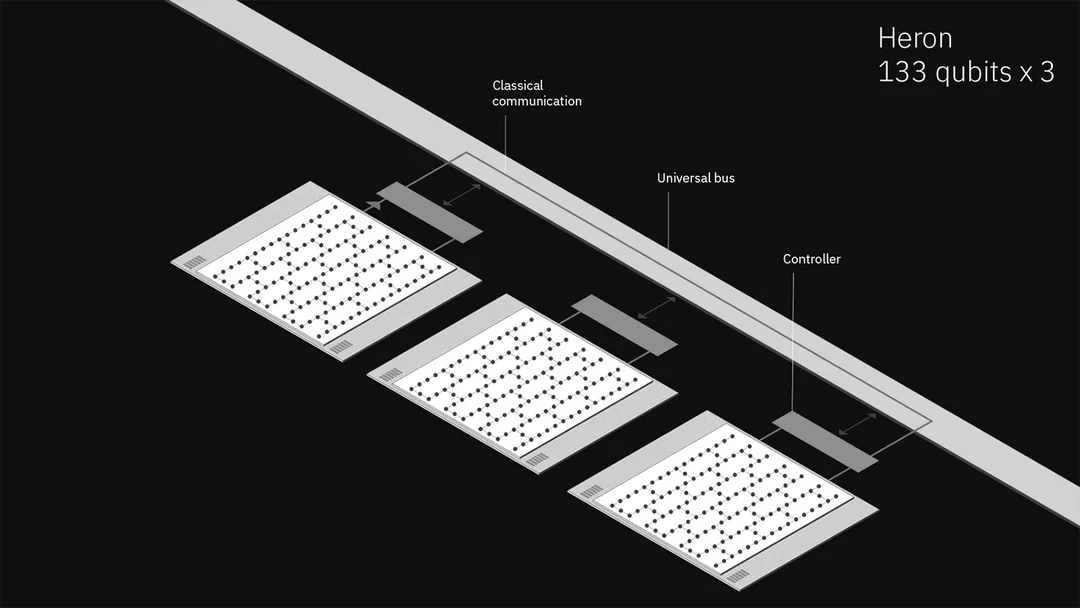 Heron
133 qubits x 3
Classical
communication
Universal bus
Controller